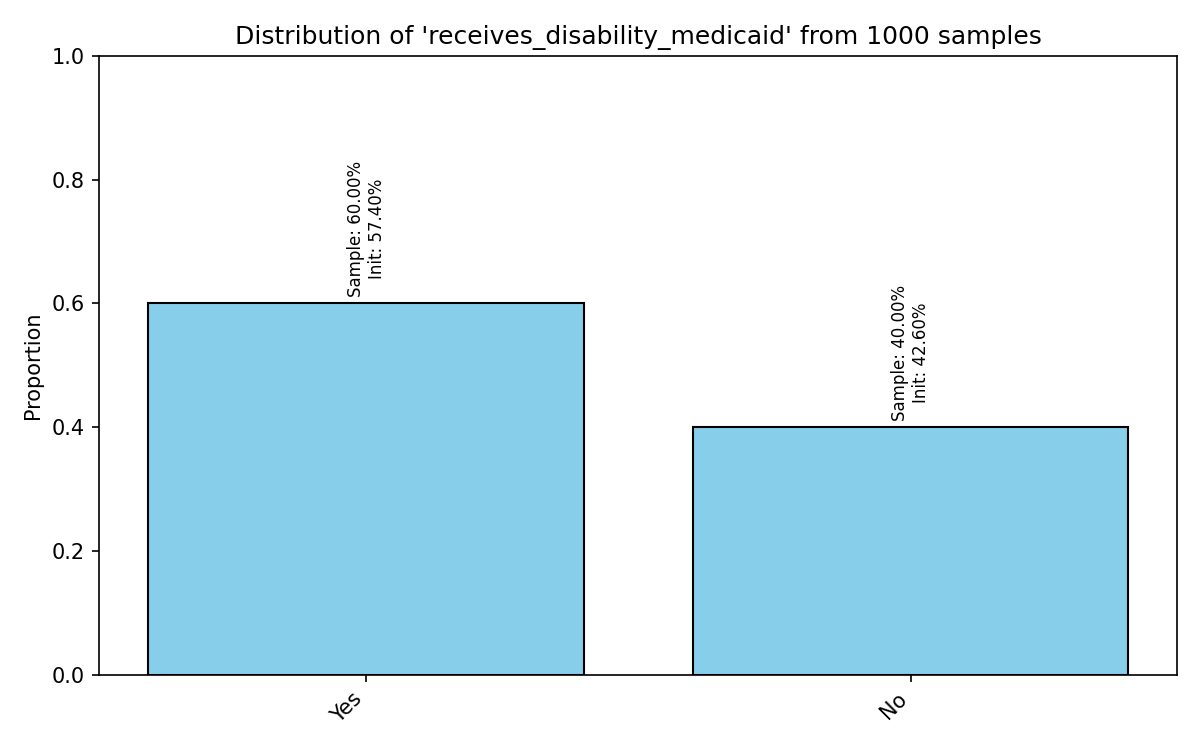 Distribution of 'receives_disability_medicaid' from 1000 samples
Proportion
1.0
0.8
0.6
0.4
0.2
0.0
Sample: 60.00%
Init: 57.40%
Sample: 40.00%
Init: 42.60%
Yes
No